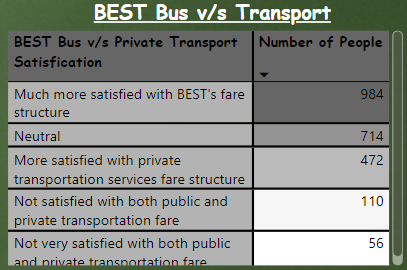 BEST Bus v/s Transport
BEST Bus v/s Private Transport Number of People
Satisfication
Much more satisfied with BEST's fare 984
structure
Neutral 714
More satisfied with private 472
transportation services fare structure
Not satisfied with both public and 110
private transportation fare
Not very satisfied with both public 56
and private transportation fare